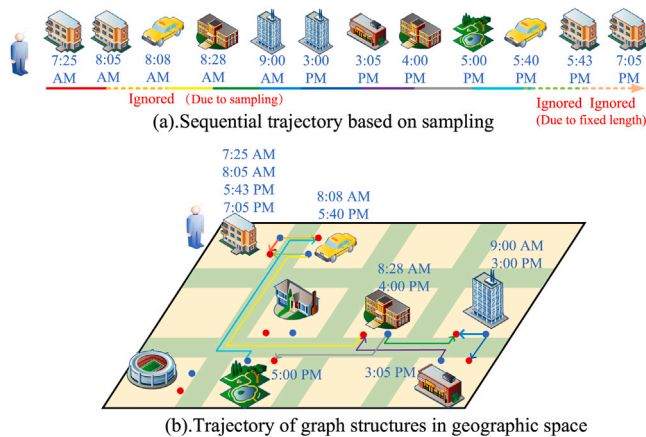 7:25 8:05 8:08 8:28 9:00 3:00 3:05 4:00 5:00 5:40 5:43 7:05
AM AM AM AM AM PM PM PM PM PM PM PM
Ignored (Due to sampling) Ignored Ignored
(Due to fixed length)
(a).Sequential trajectory based on sampling
7:25 AM
8:05 AM
5:43 PM
7:05 PM
8:08 AM
5:40 PM
9:00 AM
3:00 PM
8:28 AM
4:00 PM
5:00 PM
3:05 PM
(b).Trajectory of graph structures in geographic space